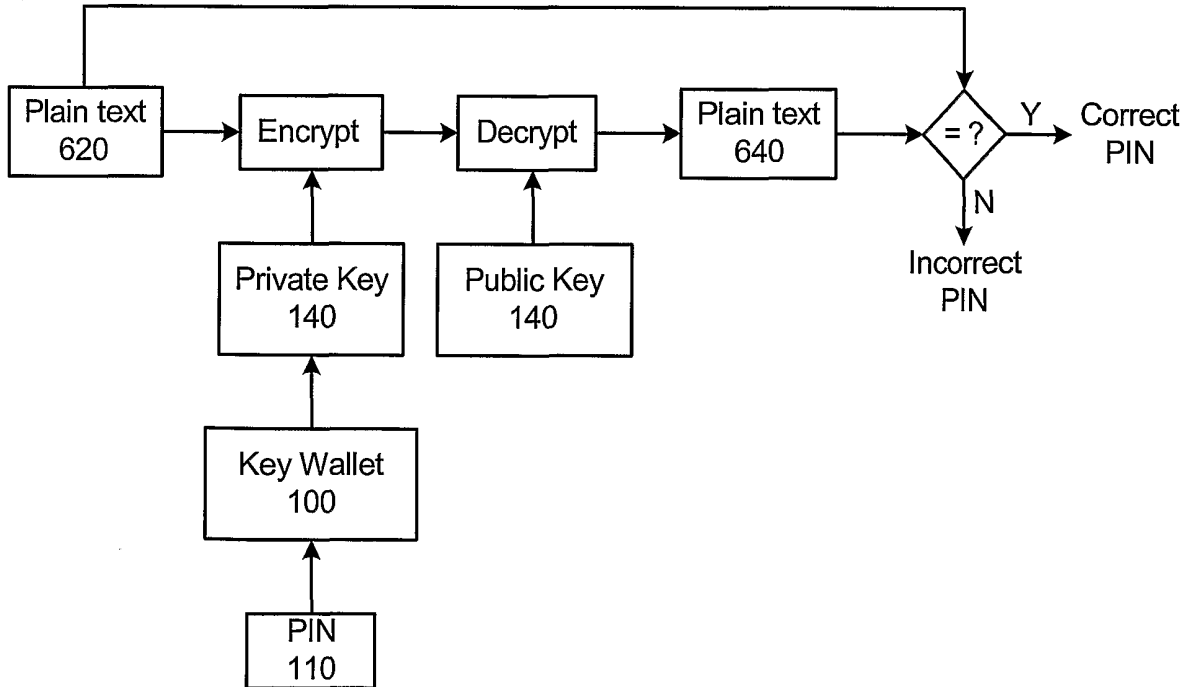 Plain text
620
Encrypt
Decrypt
Plain text
640
= ?
Y
Correct
PIN
N
Incorrect
PIN
Private Key
140
Public Key
140
Key Wallet
100
PIN
110